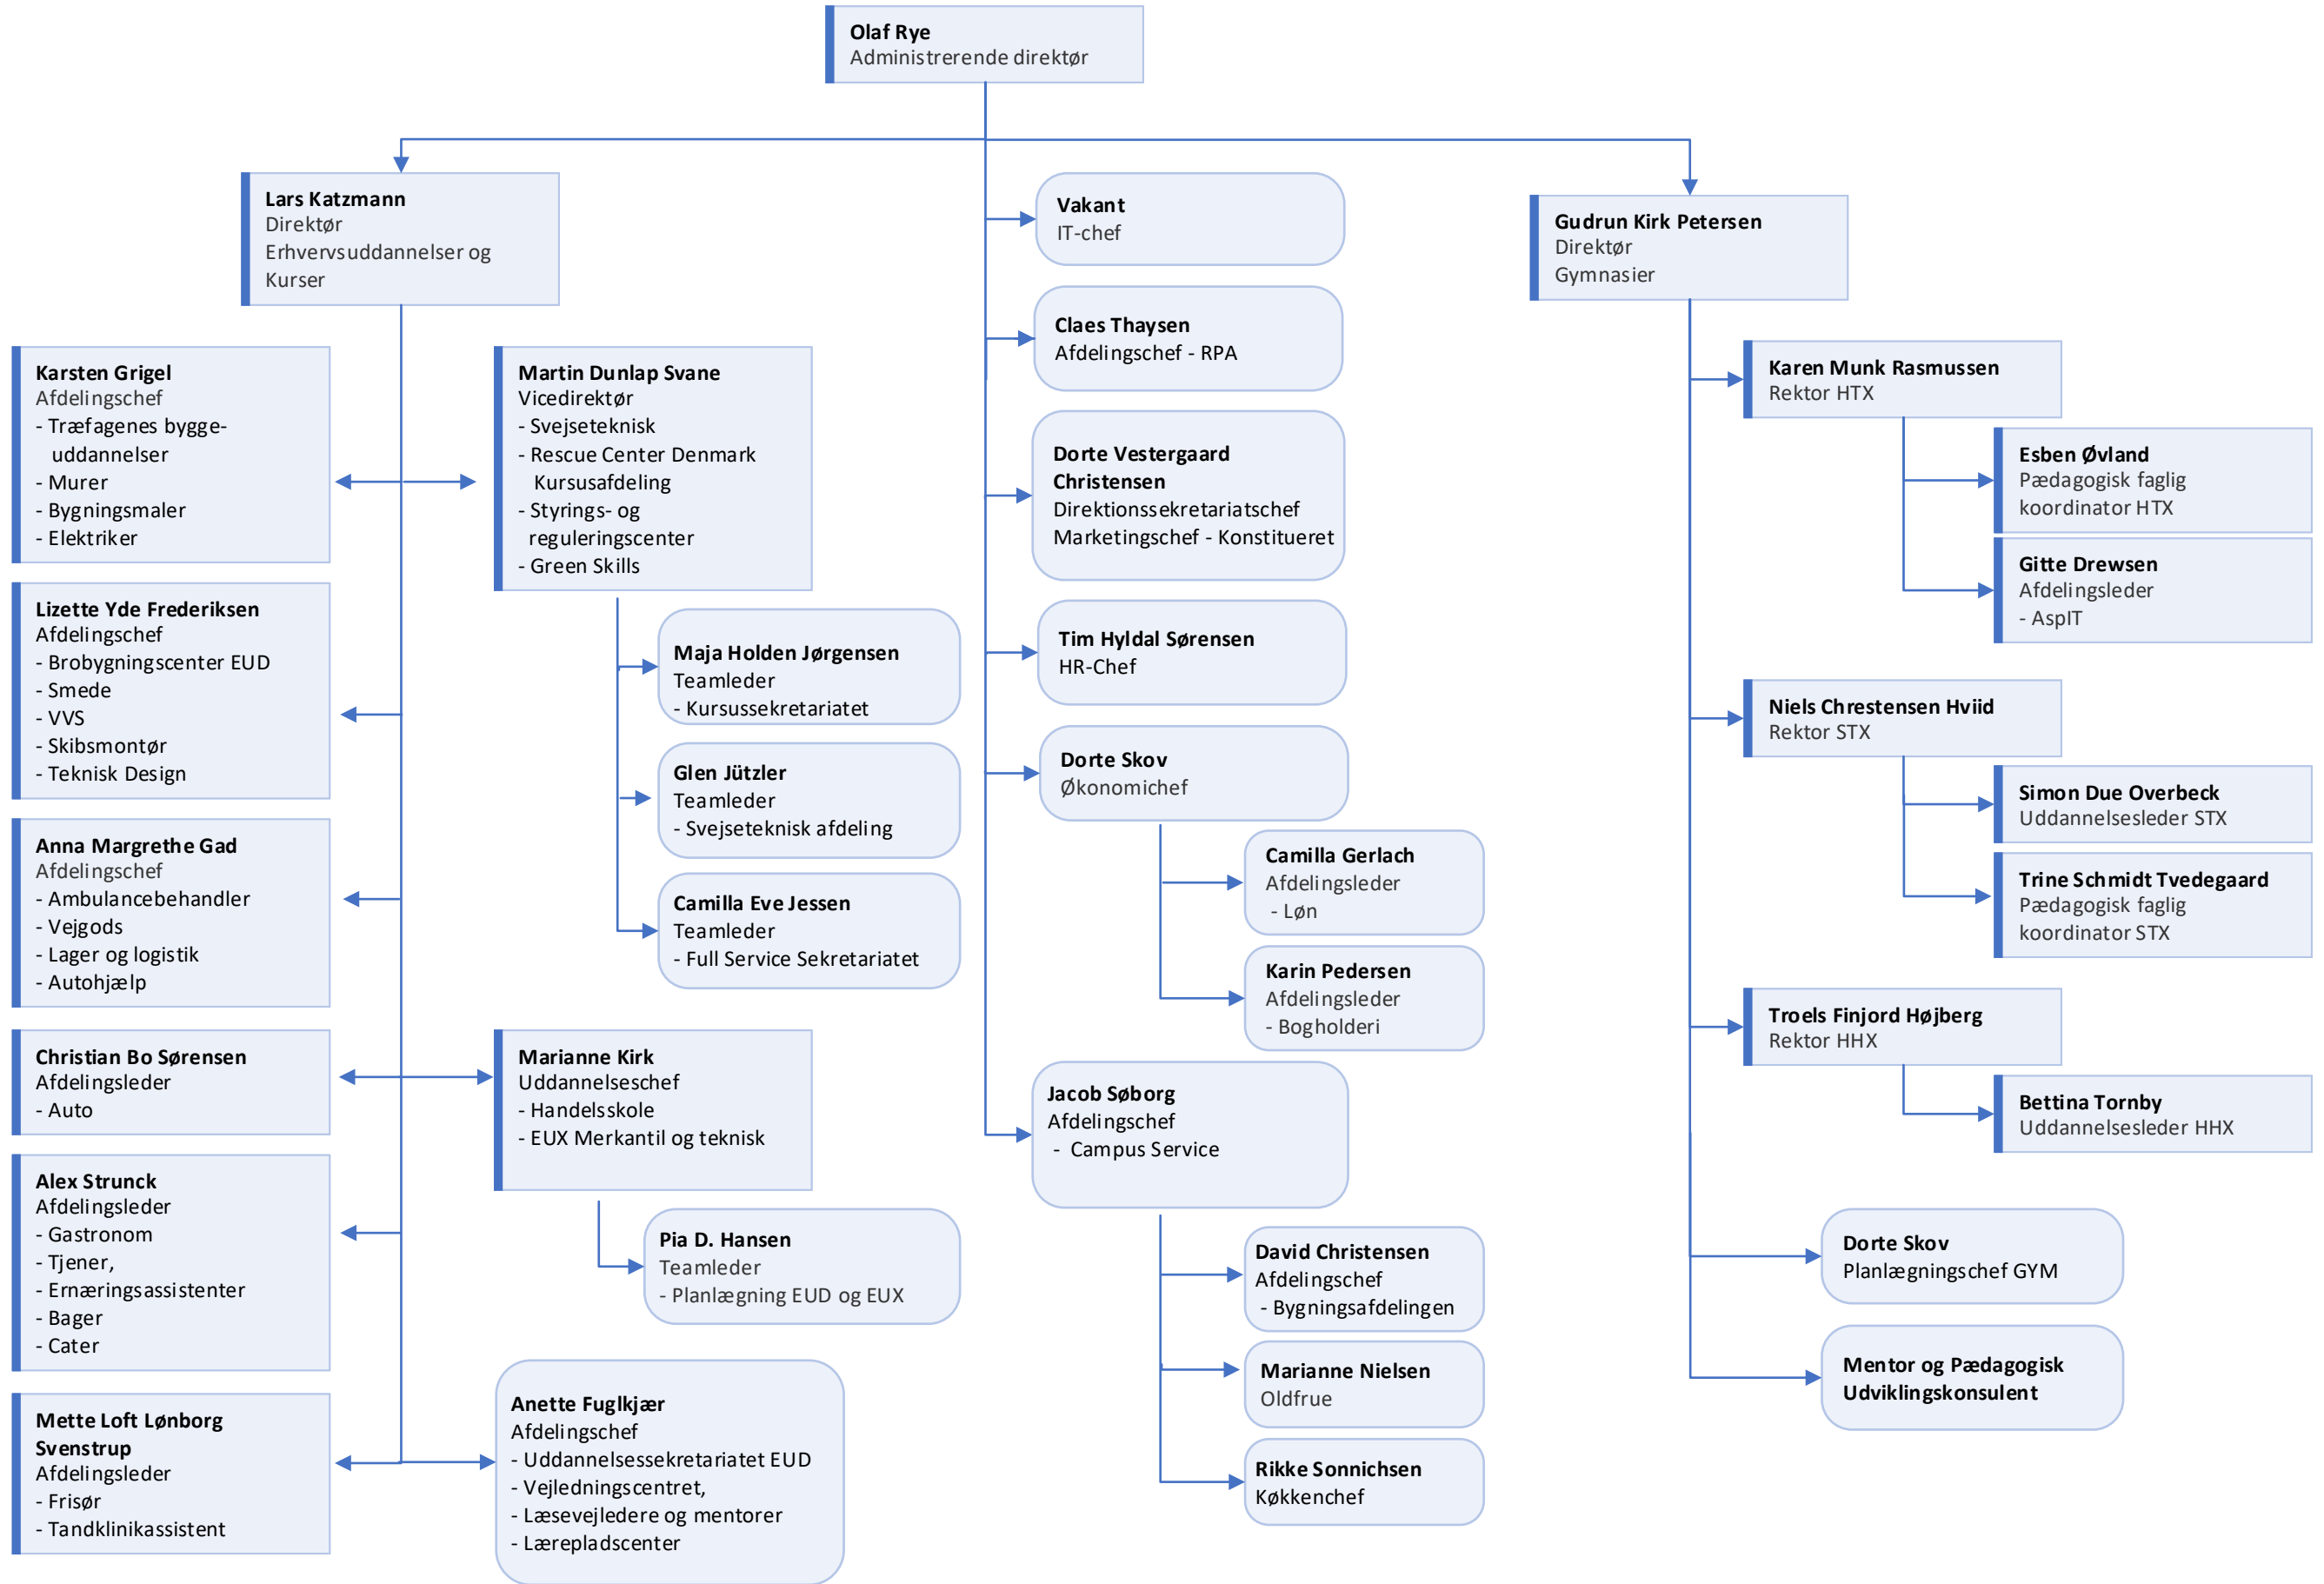 Olaf Rye
Administrerende direktør
Lars Katzmann
Direktør
Erhvervsuddannelser og
Kurser
Karsten Grigel
Afdelingschef
- Træfagenes bygge-
uddannelser
- Murer
- Bygningsmaler
- Elektriker
Lizette Yde Frederiksen
Afdelingschef
- Brobygningscenter EUD
- Smede
- VVS
- Skibsmontør
- Teknisk Design
Anna Margrethe Gad
Afdelingschef
- Ambulancebehandler
- Vejgods
- Lager og logistik
- Autohjælp
Christian Bo Sørensen
Afdelingsleder
- Auto
Alex Strunck
Afdelingsleder
- Gastronom
- Tjener,
- Ernæringsassistenter
- Bager
- Cater
Mette Loft Lønborg
Svenstrup
Afdelingsleder
- Frisør
- Tandklinikassistent
Martin Dunlap Svane
Vicedirektør
- Svejseteknisk
- Rescue Center Denmark
Kursusafdeling
- Styrings- og
reguleringscenter
- Green Skills
Maja Holden Jørgensen
Teamleder
- Kursussekretariatet
Glen Jützler
Teamleder
- Svejseteknisk afdeling
Camilla Eve Jessen
Teamleder
- Full Service Sekretariatet
Marianne Kirk
Uddannelseschef
- Handelsskole
- EUX Merkantil og teknisk
Pia D. Hansen
Teamleder
- Planlægning EUD og EUX
Anette Fuglkjær
Afdelingschef
- Uddannelsessekretariatet EUD
- Vejledningscentret,
- Læsevejledere og mentorer
- Lærepladscenter
Vakant
IT-chef
Claes Thaysen
Afdelingschef - RPA
Dorte Vestergaard
Christensen
Direktionssekretariatschef
Marketingschef - Konstitueret
Tim Hyldal Sørensen
HR-Chef
Dorte Skov
Økonomichef
Camilla Gerlach
Afdelingsleder
- Løn
Karin Pedersen
Afdelingsleder
- Bogholderi
Jacob Søborg
Afdelingschef
- Campus Service
David Christensen
Afdelingschef
- Bygningsafdelingen
Marianne Nielsen
Oldfrue
Rikke Sonnichsen
Køkkenchef
Gudrun Kirk Petersen
Direktør
Gymnasier
Karen Munk Rasmussen
Rektor HTX
Esben Øvland
Pædagogisk faglig
koordinator HTX
Gitte Drewsen
Afdelingsleder
- AspIT
Niels Chrestensen Hviid
Rektor STX
Simon Due Overbeck
Uddannelsesleder STX
Trine Schmidt Tvedegaard
Pædagogisk faglig
koordinator STX
Troels Finjord Højberg
Rektor HHX
Bettina Tornby
Uddannelsesleder HHX
Dorte Skov
Planlægningschef GYM
Mentor og Pædagogisk
Udviklingskonsulent